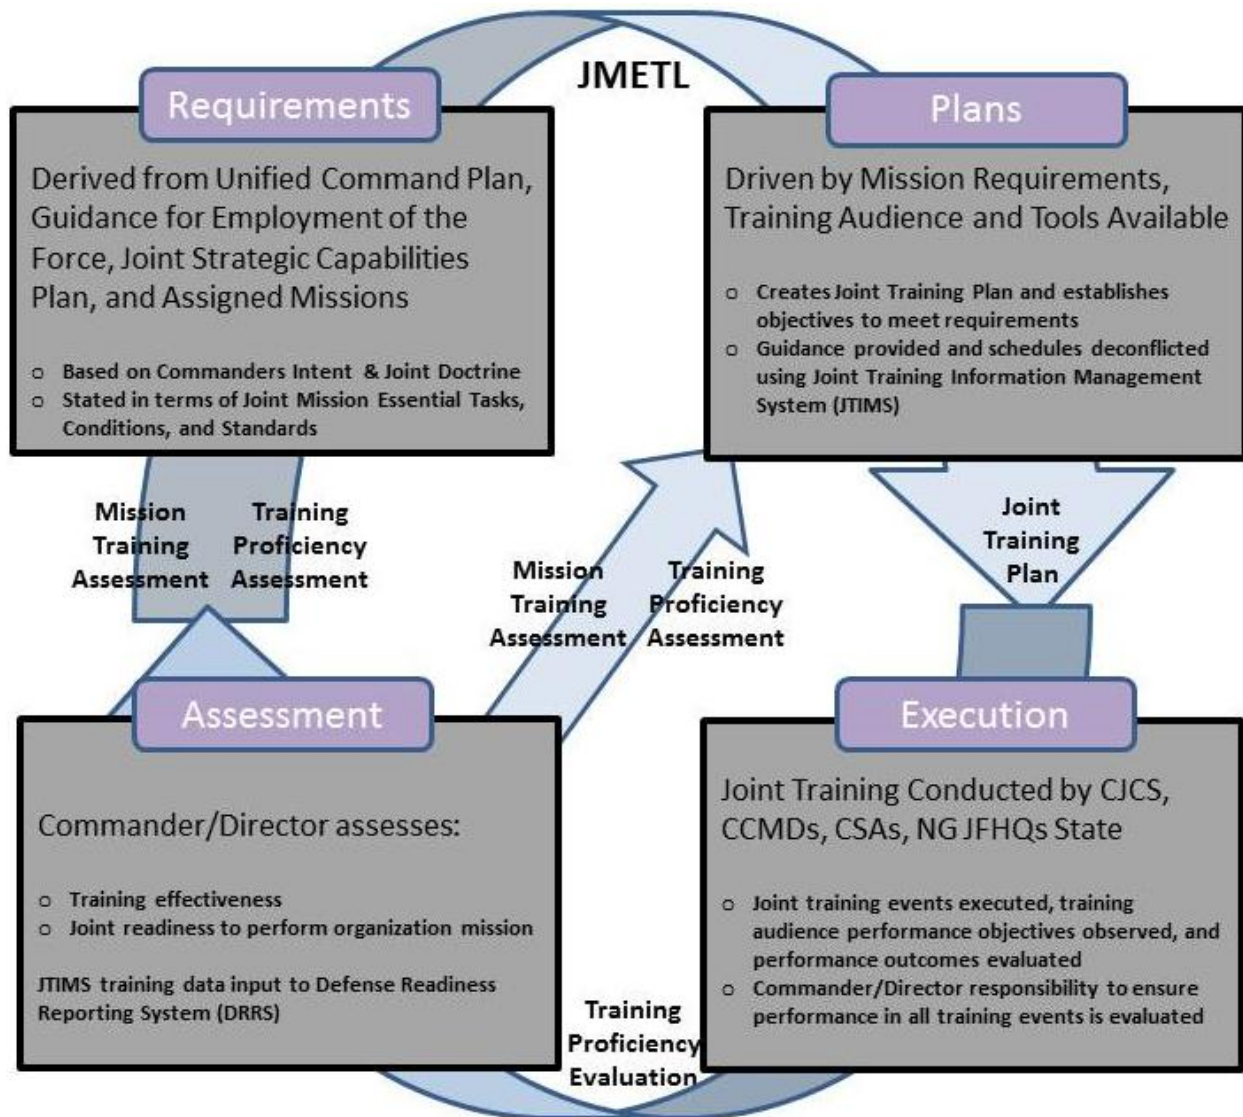 JMETL
Requirements
Derived from Unified Command Plan,
Guidance for Employment of the
Force, Joint Strategic Capabilities
Plan, and Assigned Missions
o Based on Commanders Intent & Joint Doctrine
o Stated in terms of Joint Mission Essential Tasks,
Conditions, and Standards
Plans
Driven by Mission Requirements,
Training Audience and Tools Available
o Creates Joint Training Plan and establishes
objectives to meet requirements
o Guidance provided and schedules deconflicted
using Joint Training Information Management
System (JTIMS)
Mission
Training
Assessment
Training
Proficiency
Assessment
Mission
Training
Assessment
Training
Proficiency
Assessment
Joint
Training
Plan
Assessment
Commander/Director assesses:
o Training effectiveness
o Joint readiness to perform organization mission
JTIMS training data input to Defense Readiness
Reporting System (DRRS)
Execution
Joint Training Conducted by CJCS,
CCMDs, CSAs, NG JFHQs State
o Joint training events executed, training
audience performance objectives observed, and
performance outcomes evaluated
o Commander/Director responsibility to ensure
performance in all training events is evaluated
Training
Proficiency
Evaluation